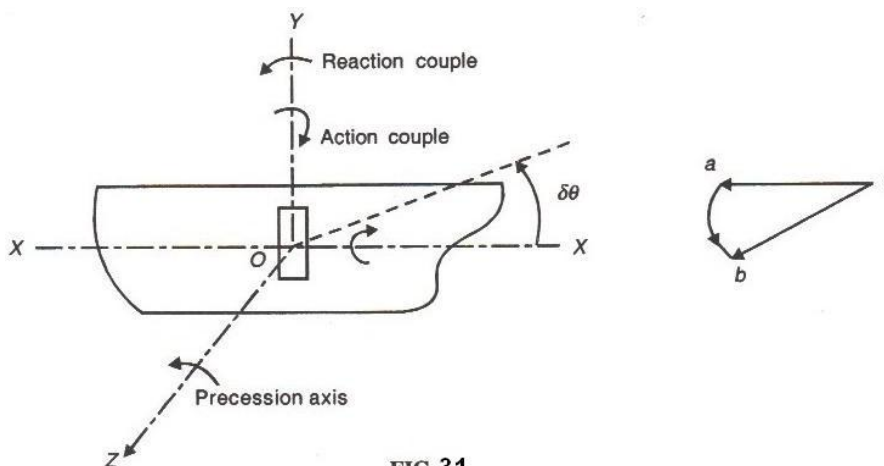 Y
Reaction couple
Action couple
δθ
a
X
X
O
b
Precession axis
Z
FIG. 31